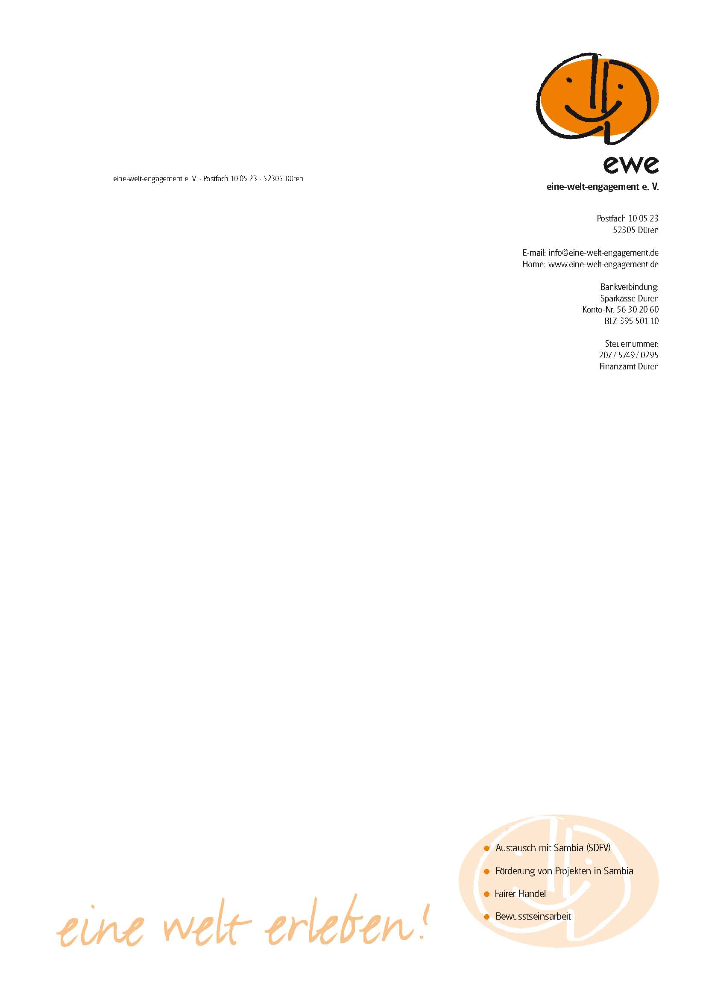 ewe
eine-welt-engagement e. V. · Postfach 10 05 23 · 52305 Düren
eine-welt-engagement e. V.
Postfach 10 05 23
52305 Düren
E-mail: info@eine-welt-engagement.de
Home: www.eine-welt-engagement.de
Bankverbindung:
Sparkasse Düren
Konto-Nr. 56 30 20 60
BLZ 395 501 10
Steuernummer:
207 / 5749 / 0295
Finanzamt Düren
Austausch mit Sambia (SDFV)
Förderung von Projekten in Sambia
Fairer Handel
Bewusstseinsarbeit
eine welt erleben!